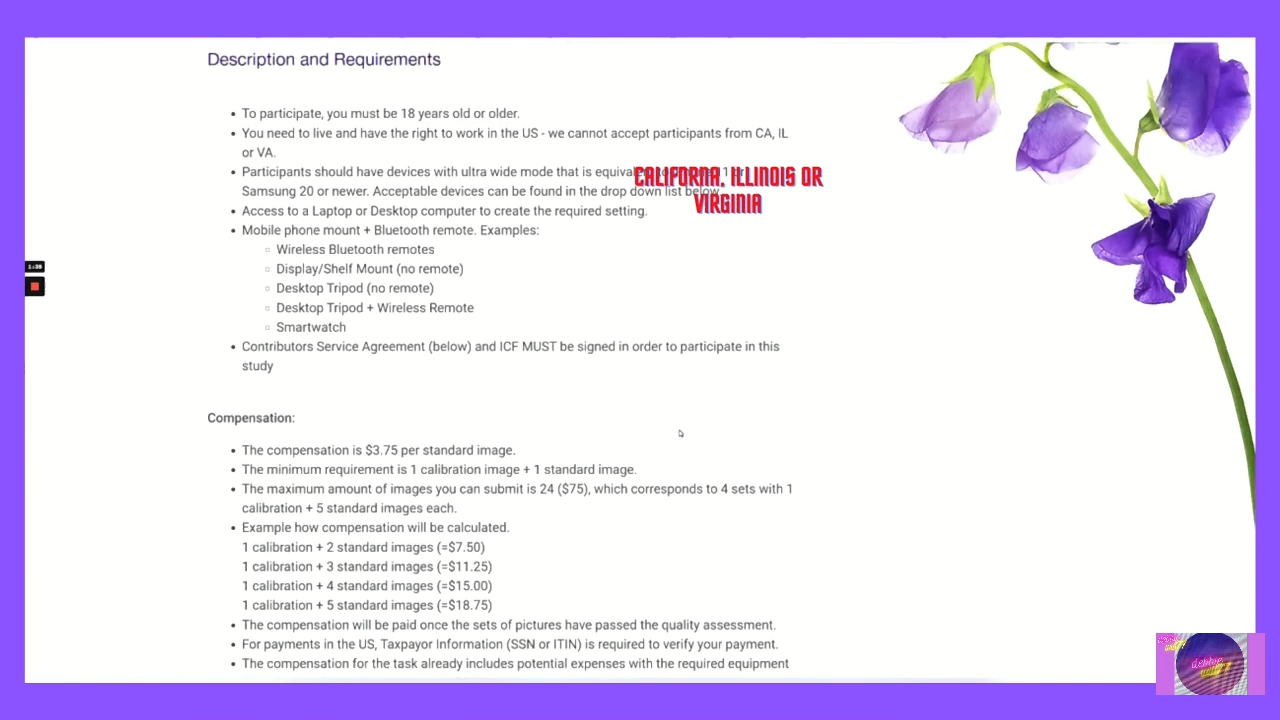 Description and Requirements
To participate, you must be 18 years old or older.
You need to live and have the right to work in the US - we cannot accept participants from CA, IL
or VA.
Participants should have devices with ultra wide mode that is
CALIFORNA, ILLINOIS OR
Samsung 20 or newer. Acceptable devices can be found in the drop down list below.
VIRGINIA
Access to a Laptop or Desktop computer to create the required setting.
Mobile phone mount + Bluetooth remote. Examples:
Wireless Bluetooth remotes
1:35
Display/Shelf Mount (no remote)
Desktop Tripod (no remote)
Desktop Tripod + Wireless Remote
Smartwatch
Contributors Service Agreement (below) and ICF MUST be signed in order to participate in this
study
Compensation:
The compensation is $3.75 per standard image.
The minimum requirement is 1 calibration image + 1 standard image.
The maximum amount of images you can submit is 24 ($75), which corresponds to 4 sets with 1
calibration + 5 standard images each.
Example how compensation will be calculated.
1 calibration + 2 standard images (=$7.50)
1 calibration + 3 standard images (=$11.25)
1 calibration + 4 standard images (=$15.00)
1 calibration + 5 standard images (=$18.75)
The compensation will be paid once the sets of pictures have passed the quality assessment.
For payments in the US, Taxpayor Information (SSN or ITIN) is required to verify your payment.
The compensation for the task already includes potential expenses with the required equipment